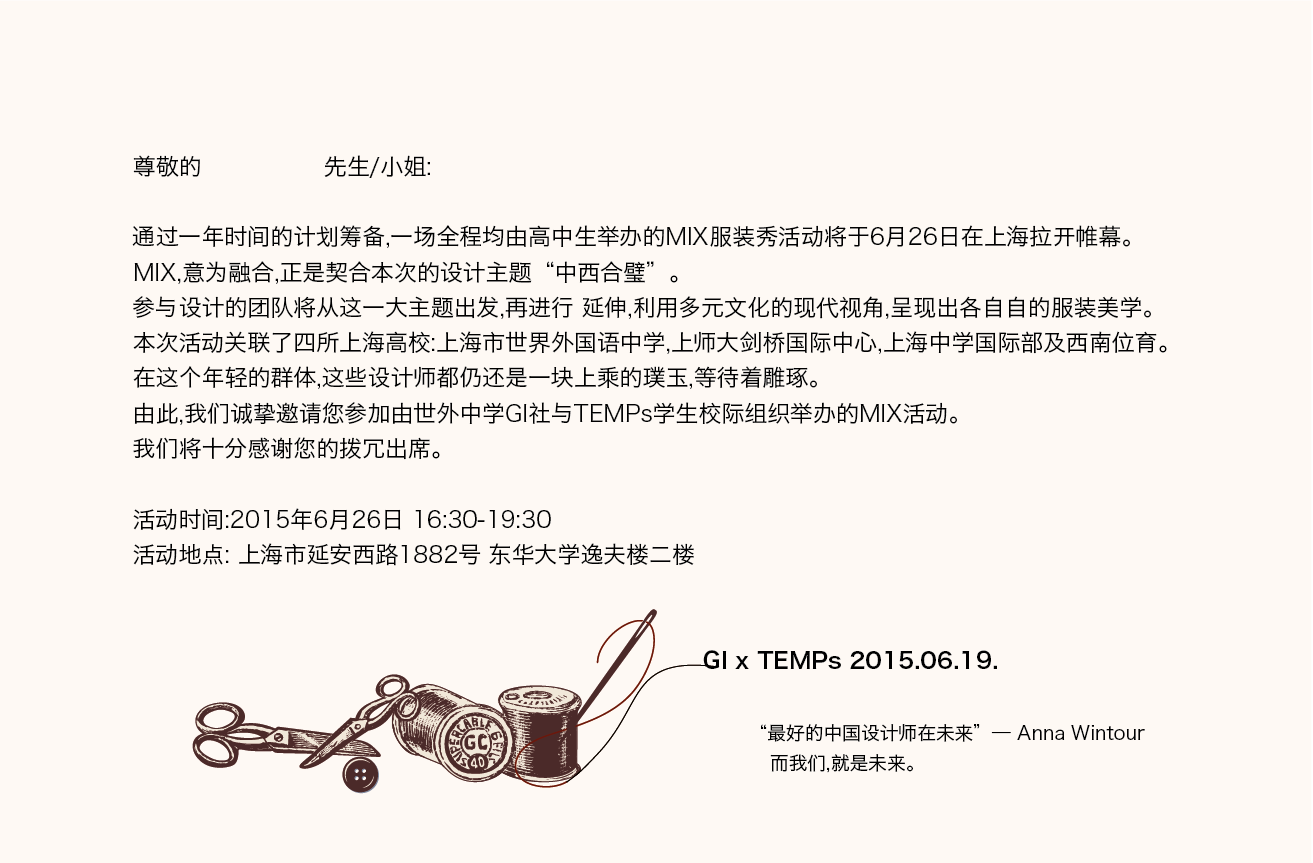 尊敬的 先生/小姐:
通过一年时间的计划筹备,一场全程均由高中生举办的MIX服装秀活动将于6月26日在上海拉开帷幕。
MIX,意为融合,正是契合本次的设计主题“中西合璧”。
参与设计的团队将从这一大主题出发,再进行 延伸,利用多元文化的现代视角,呈现出各自自的服装美学。
本次活动关联了四所上海高校:上海市世界外国语中学,上师大剑桥国际中心,上海中学国际部及西南位育。
在这个年轻的群体,这些设计师都仍还是一块上乘的璞玉,等待着雕琢。
由此,我们诚挚邀请您参加由世外中学GI社与TEMPs学生校际组织举办的MIX活动。
我们将十分感谢您的拨冗出席。
活动时间:2015年6月26日 16:30-19:30
活动地点: 上海市延安西路1882号 东华大学逸夫楼二楼
GI x TEMPs 2015.06.19.
GC
40
“最好的中国设计师在未来”— Anna Wintour
而我们,就是未来。